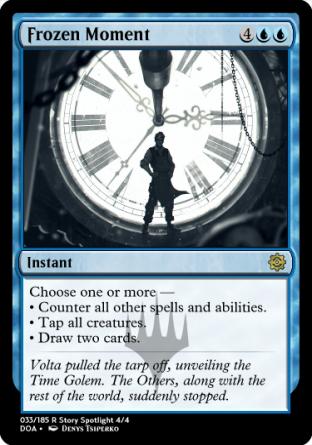 Frozen Moment 4
Instant
Choose one or more —
• Counter all other spells and abilities.
• Tap all creatures.
• Draw two cards.
Volta pulled the tarp off, unveiling the
Time Golem. The Others, along with the
rest of the world, suddenly stopped.
033/185 R Story Spotlight 4/4
DOA • Denys Tsiperko